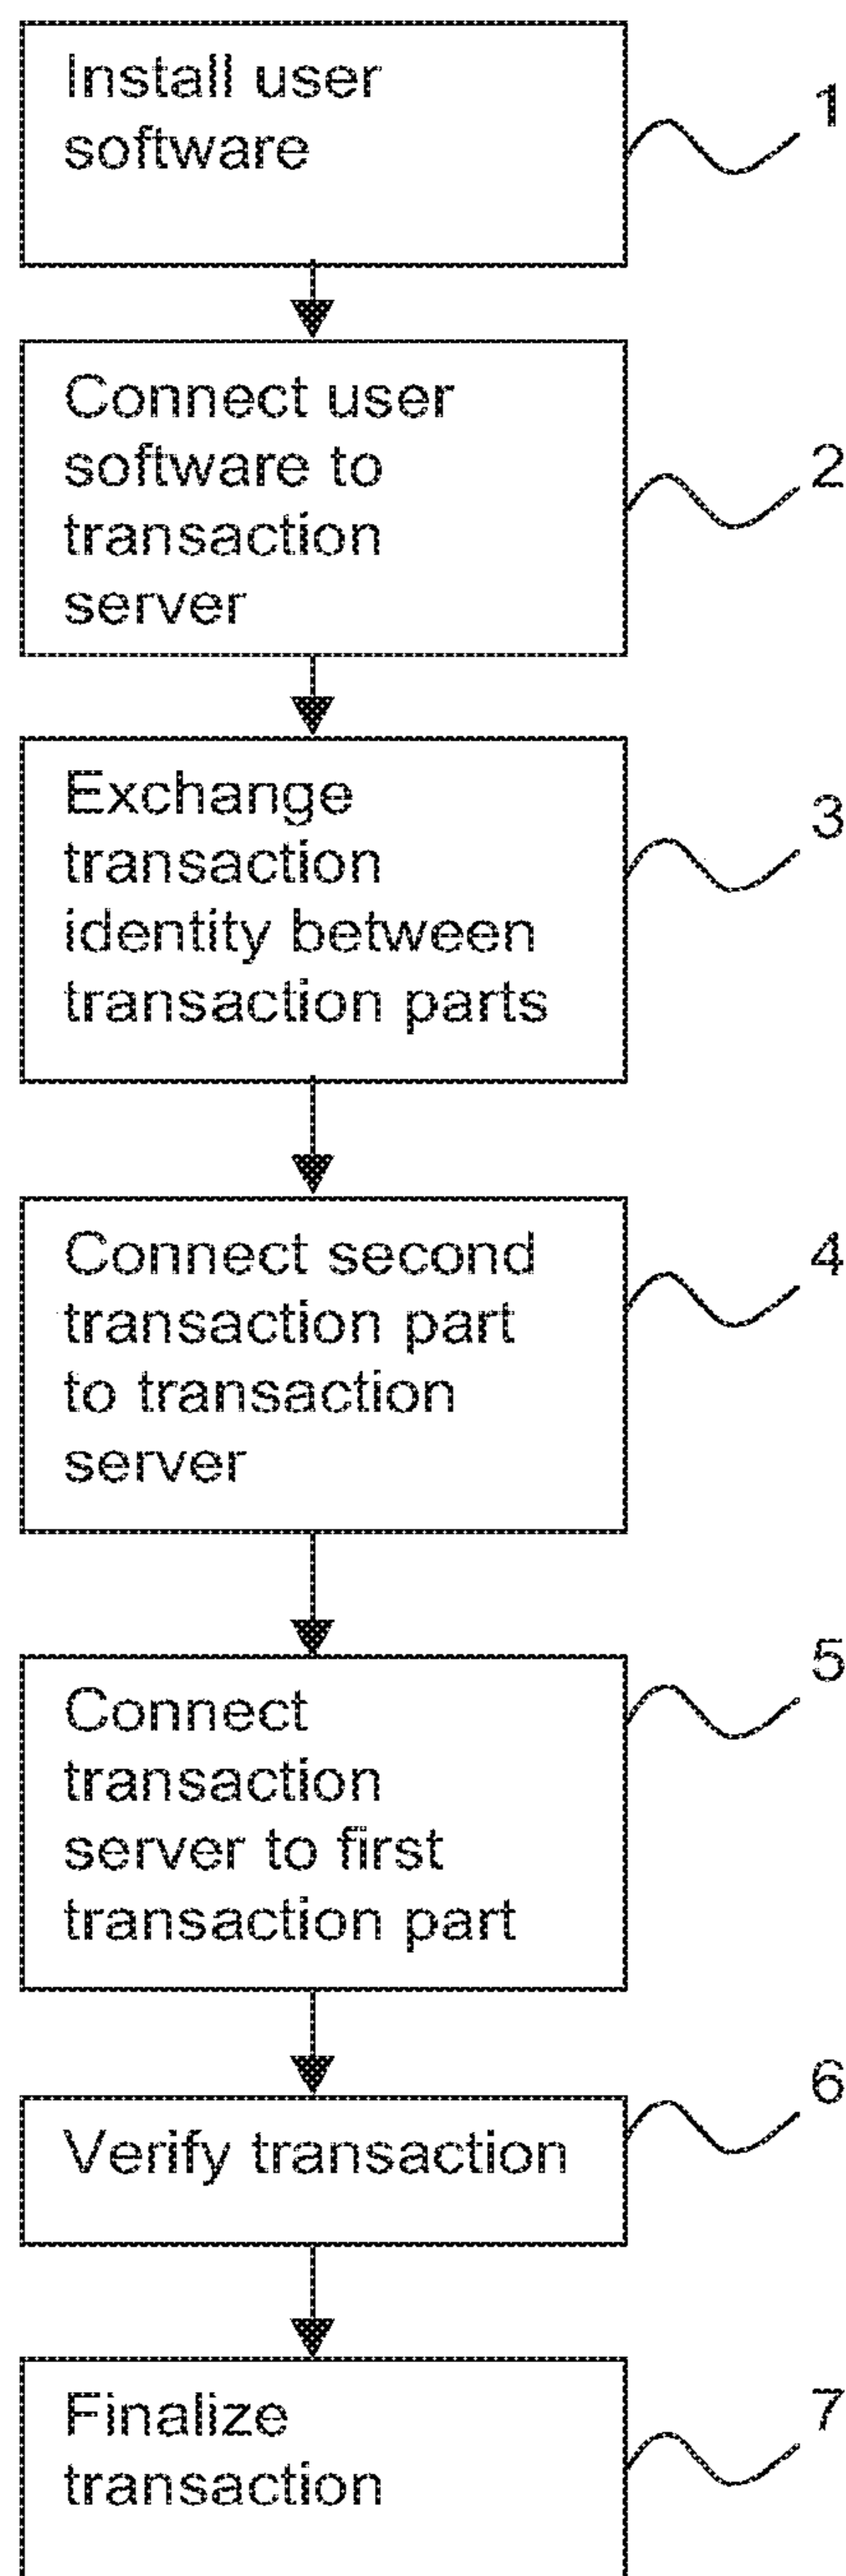 Install user
software
1
Connect user
software to
transaction
server
2
Exchange
transaction
identity between
transaction parts
3
Connect second
transaction part
to transaction
server
4
Connect
transaction
server to first
transaction part
5
Verify transaction
6
Finalize
transaction
7